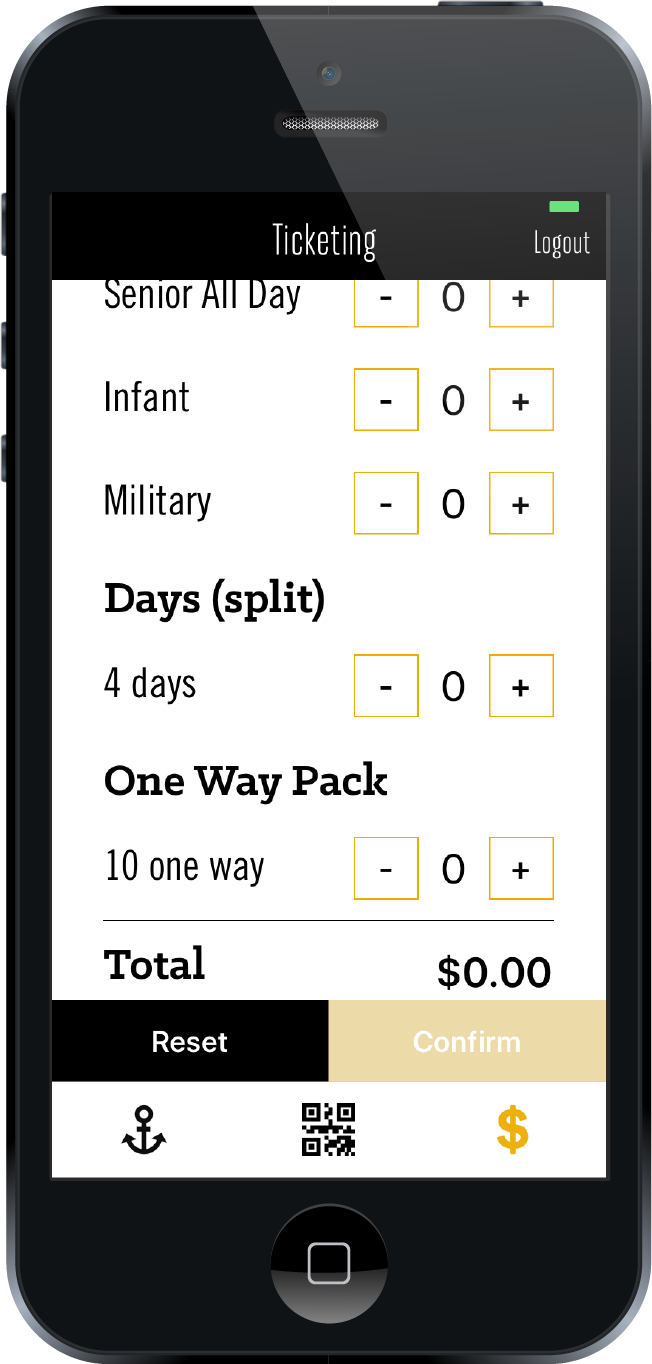 Ticketing
Logout
Senior All Day - 0 +
Infant - 0 +
Military - 0 +
Days (split)
4 days - 0 +
One Way Pack
10 one way - 0 +
Total $0.00
Reset Confirm
$